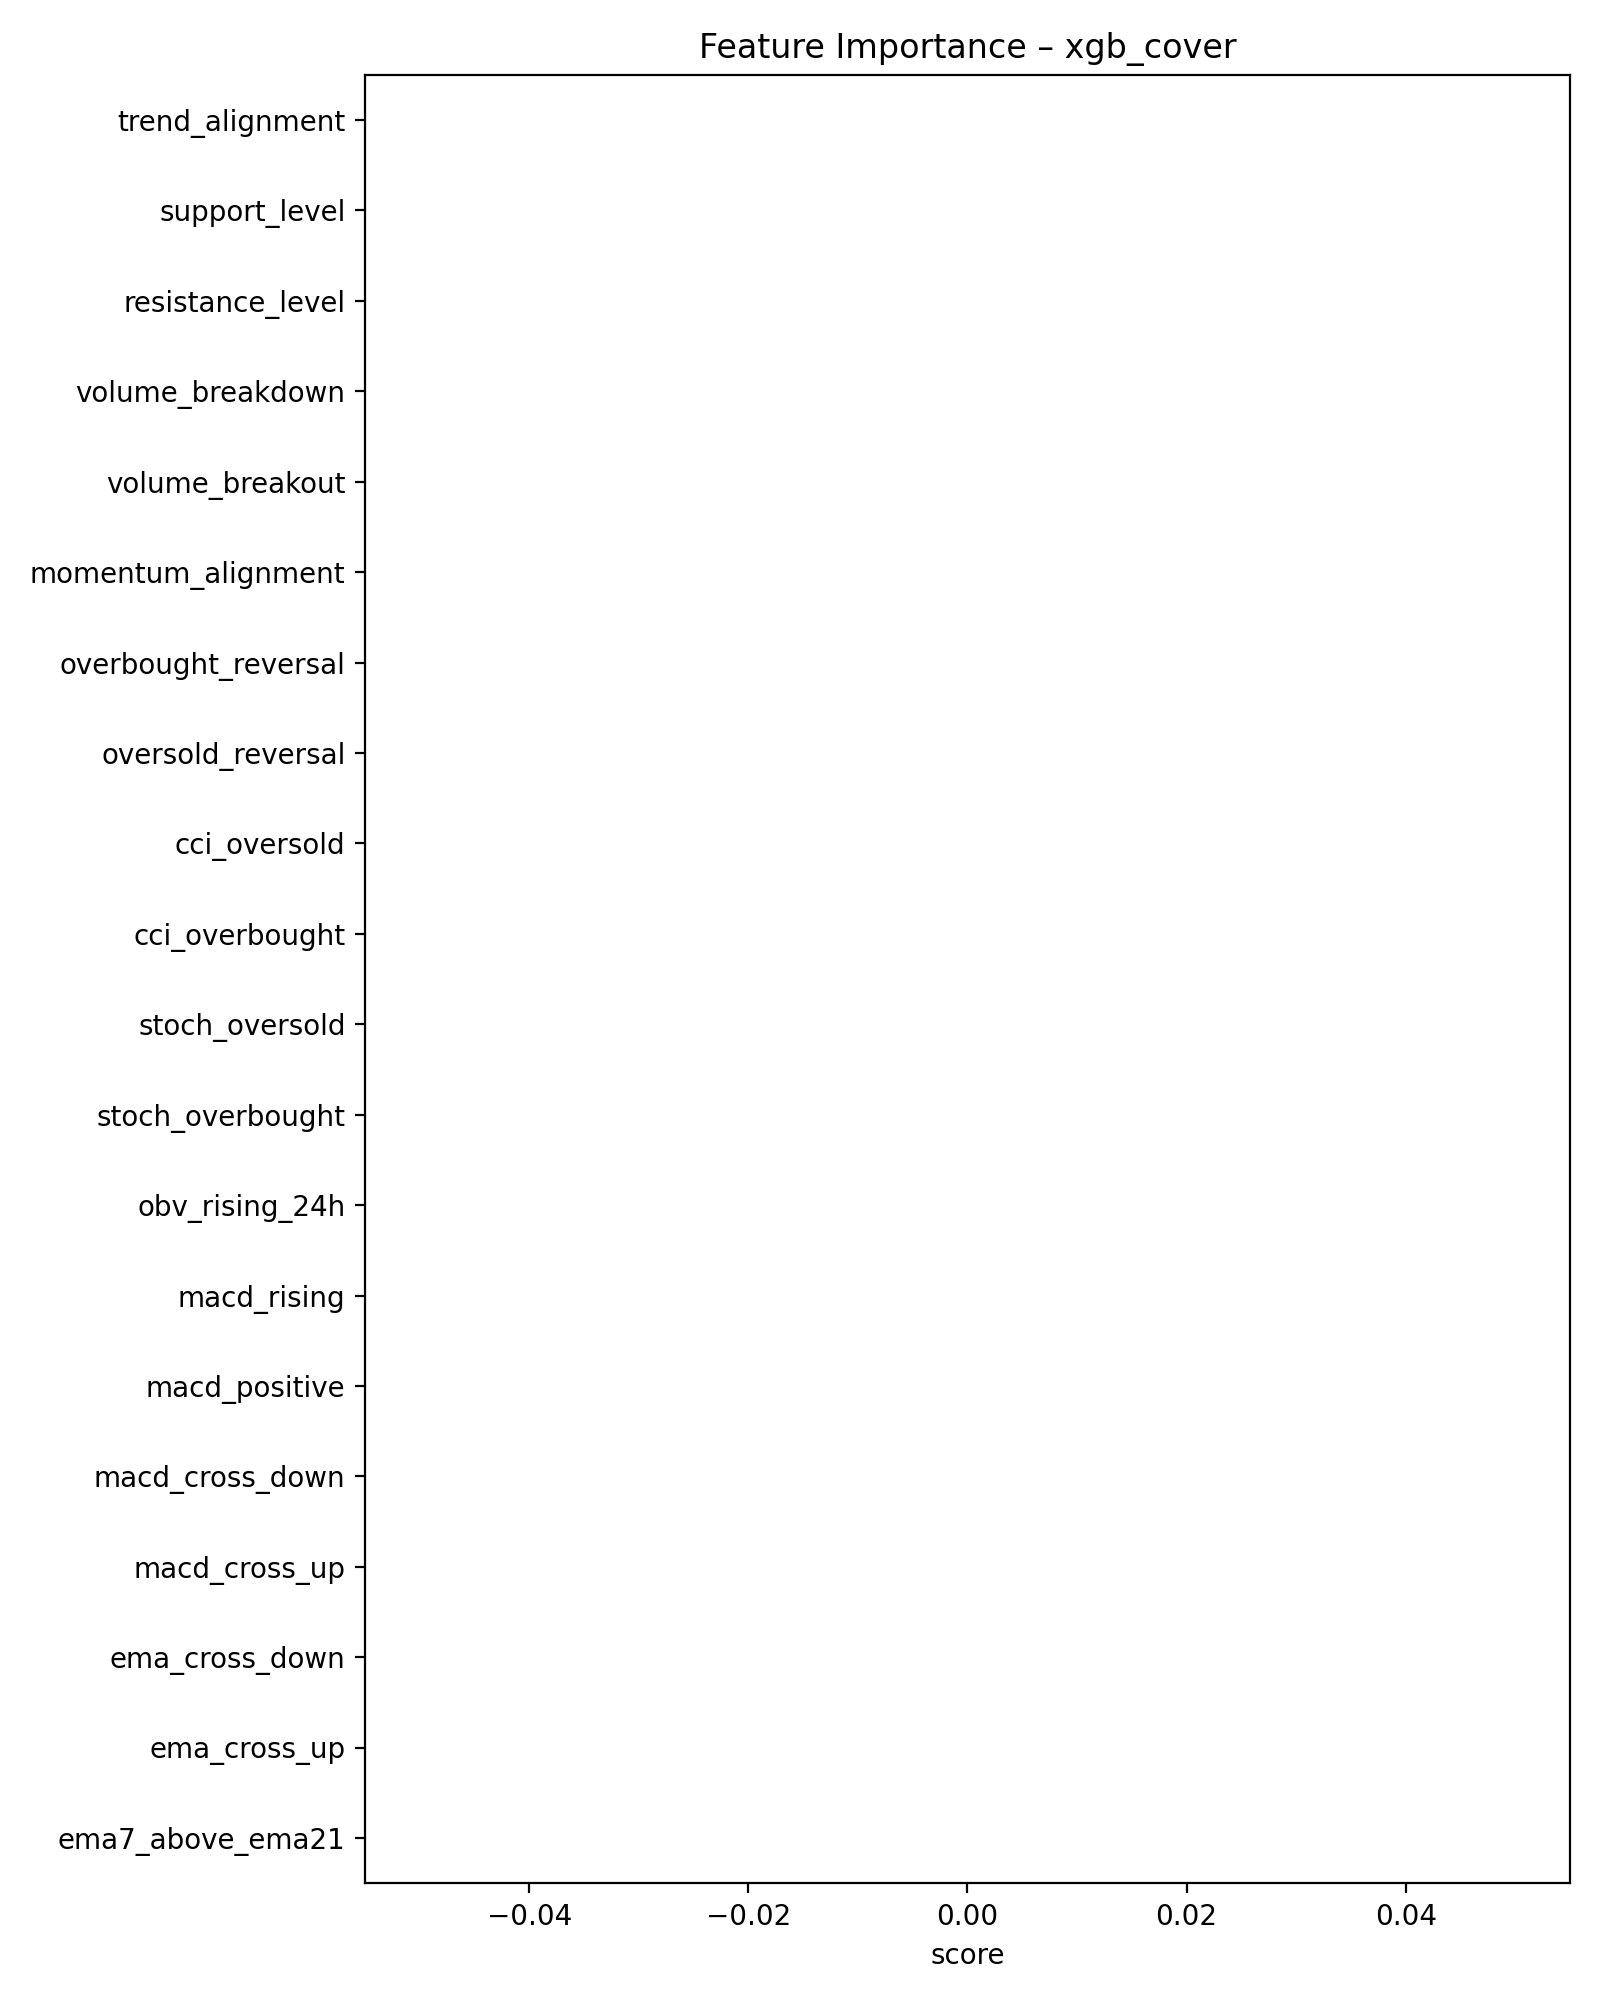 Feature Importance – xgb_cover
trend_alignment
support_level
resistance_level
volume_breakdown
volume_breakout
momentum_alignment
overbought_reversal
oversold_reversal
cci_oversold
cci_overbought
stoch_oversold
stoch_overbought
obv_rising_24h
macd_rising
macd_positive
macd_cross_down
macd_cross_up
ema_cross_down
ema_cross_up
ema7_above_ema21
−0.04 −0.02 0.00 0.02 0.04
score